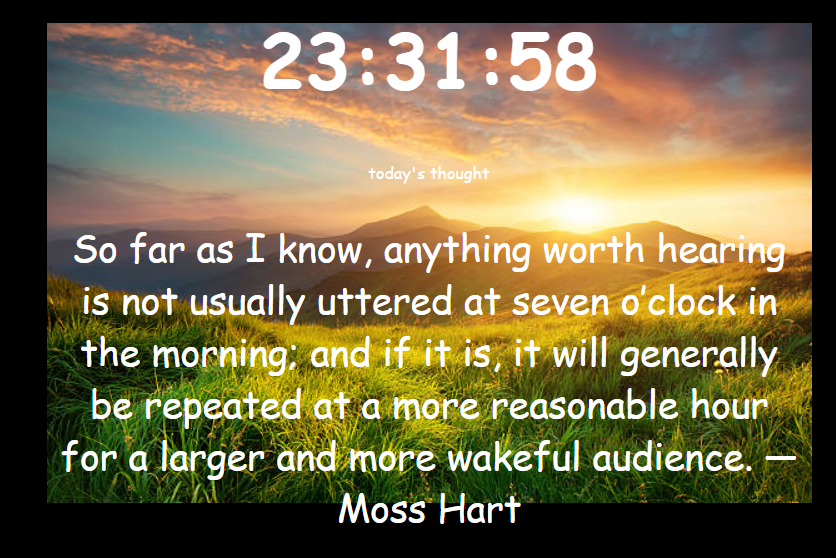 23:31:58
today's thought
So far as I know, anything worth hearing
is not usually uttered at seven o’clock in
the morning; and if it is, it will generally
be repeated at a more reasonable hour
for a larger and more wakeful audience. —
Moss Hart